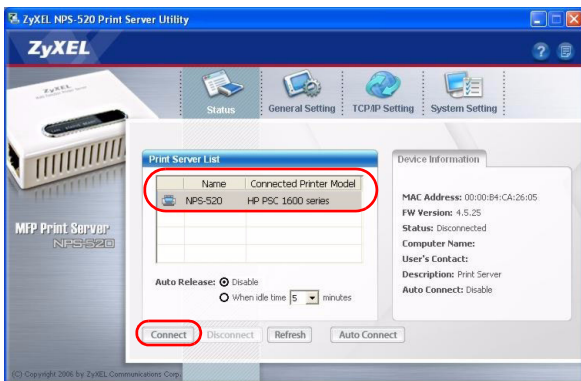 ZyXEL NPS-520 Print Server Utility
ZyXEL
ZyXEL
Status
General Setting
TCP/IP Setting
System Setting
Print Server List
Name
Connected Printer Model
NPS-520
HP PSC 1600 series
Auto Release:
Disable
When idle time 5 minutes
Connect
Disconnect
Refresh
Auto Connect
Device Information
MAC Address: 00:00:B4:CA:26:05
FW Version: 4.5.25
Status: Disconnected
Computer Name:
User's Contact:
Description: Print Server
Auto Connect: Disable
MFP Print Server
NPS-520
(C) Copyright 2006 by ZyXEL Communications Corp.